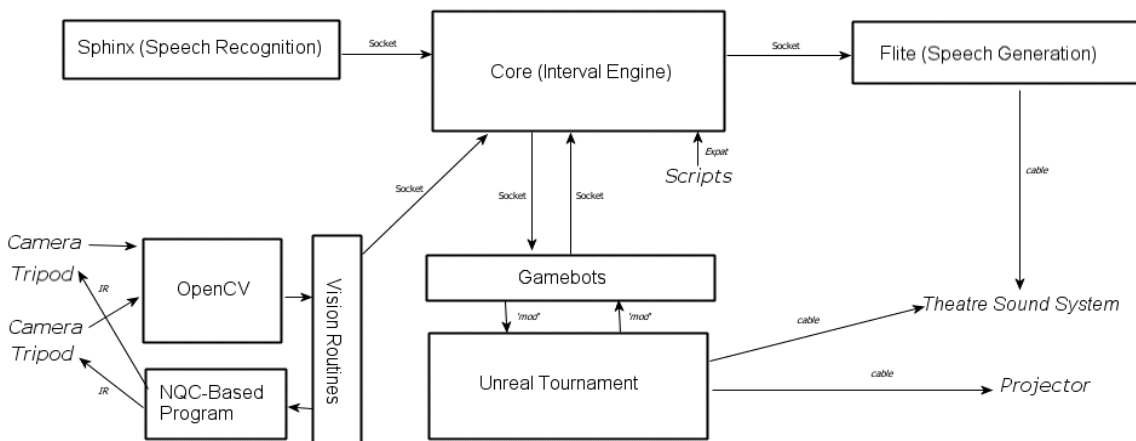 Sphinx (Speech Recognition)
Socket
Core (Interval Engine)
Socket
Flite (Speech Generation)
Expat
Scripts
cable
Socket
Socket
Socket
Camera
Tripod
IR
OpenCV
Camera
Tripod
IR
NQC-Based
Program
Vision Routines
Gamebots
"mod"
"mod"
Unreal Tournament
cable
Theatre Sound System
cable
Projector